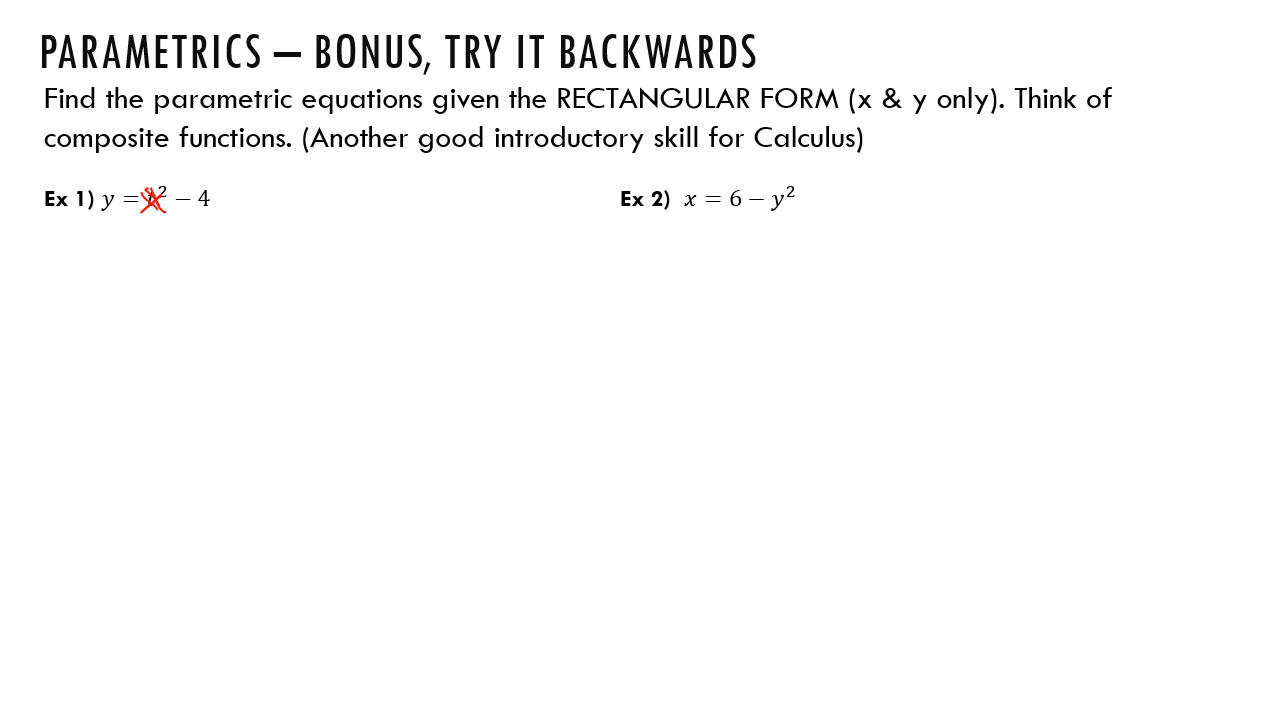 PARAMETRICS – BONUS, TRY IT BACKWARDS
Find the parametric equations given the RECTANGULAR FORM (x & y only). Think of
composite functions. (Another good introductory skill for Calculus)
Ex 1) y = x² − 4
Ex 2) x = 6 − y²